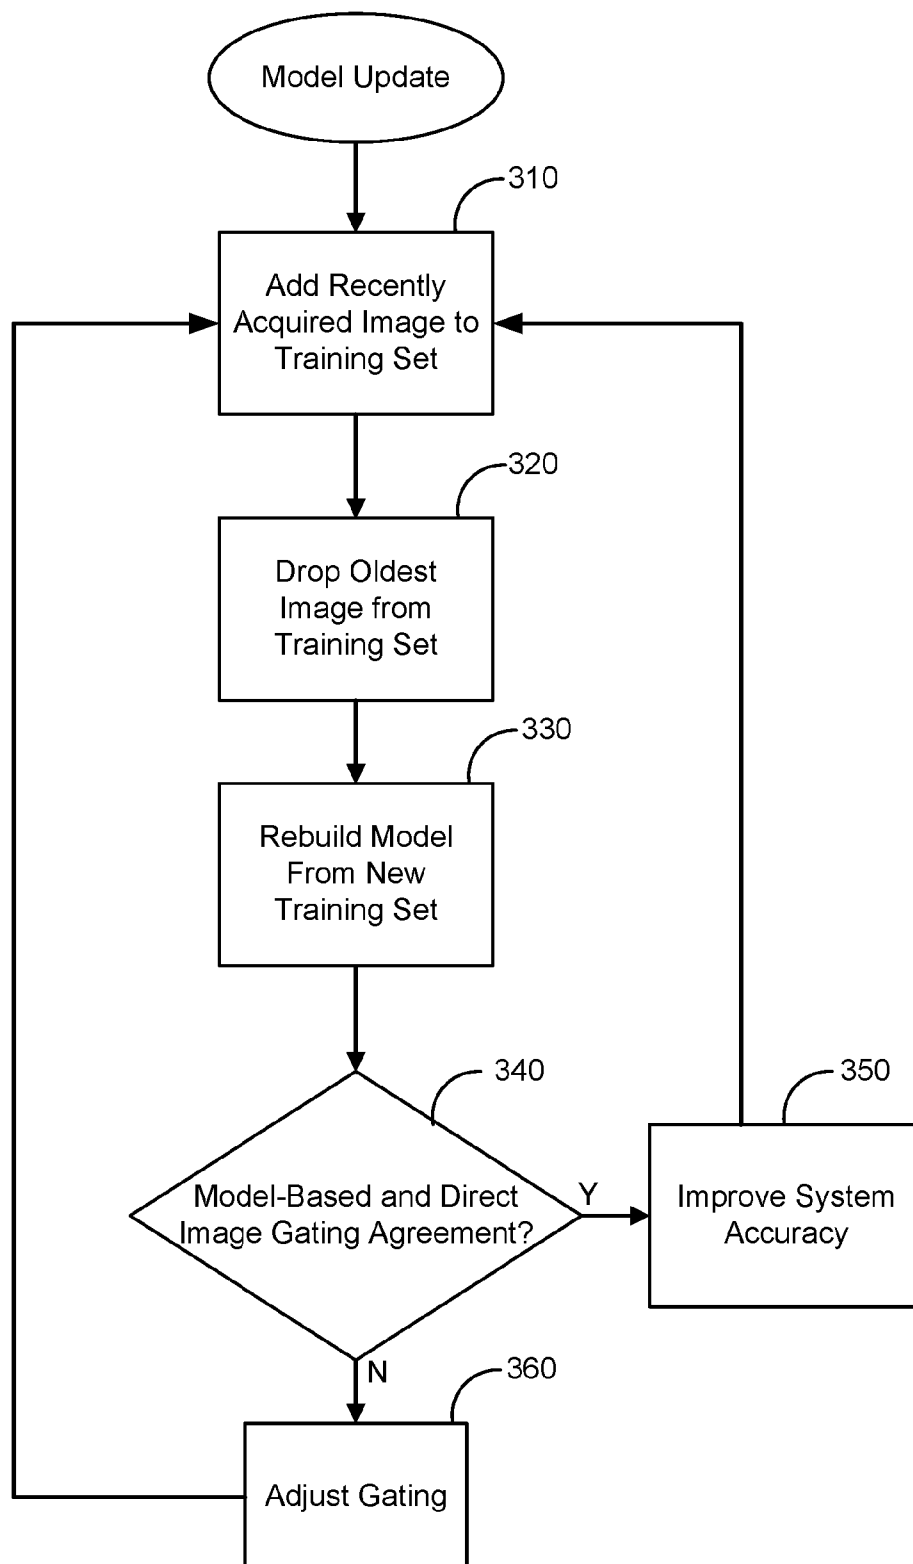 Model Update
310
Add Recently
Acquired Image to
Training Set
320
Drop Oldest
Image from
Training Set
330
Rebuild Model
From New
Training Set
340
Model-Based and Direct
Image Gating Agreement?
Y
350
Improve System
Accuracy
N
360
Adjust Gating